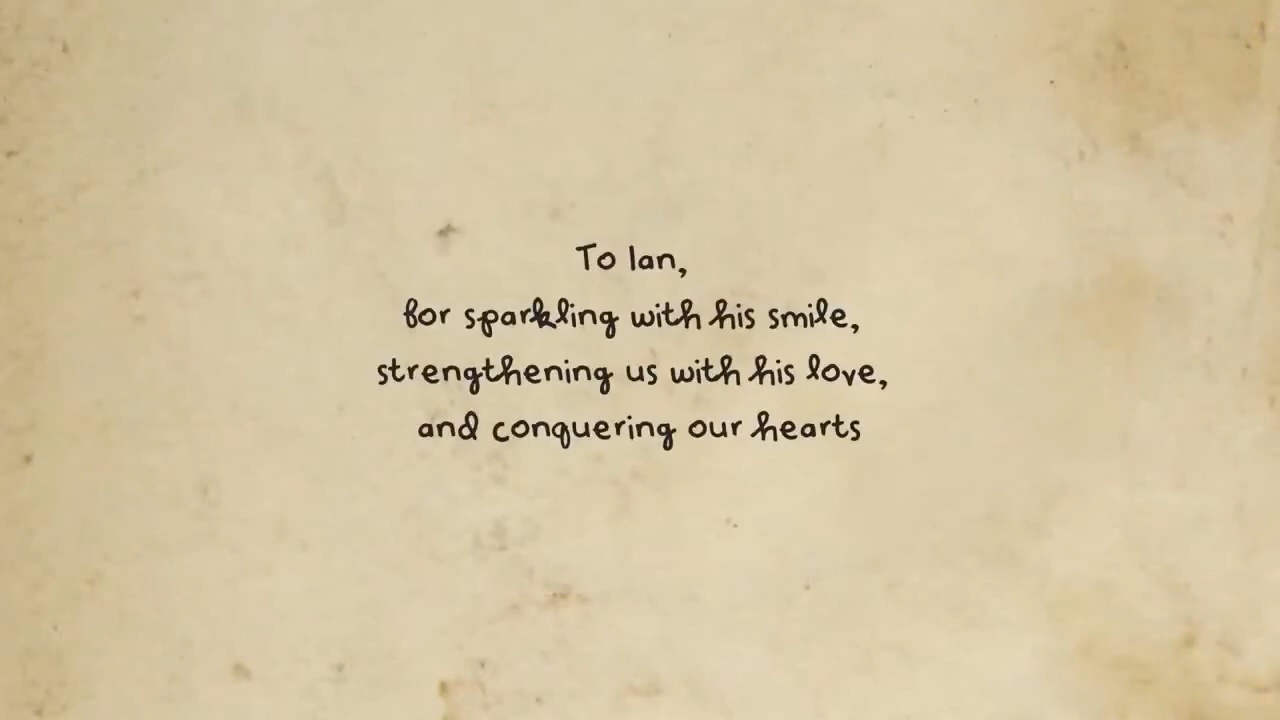 To Ian,
for sparkling with his smile,
strengthening us with his love,
and conquering our hearts